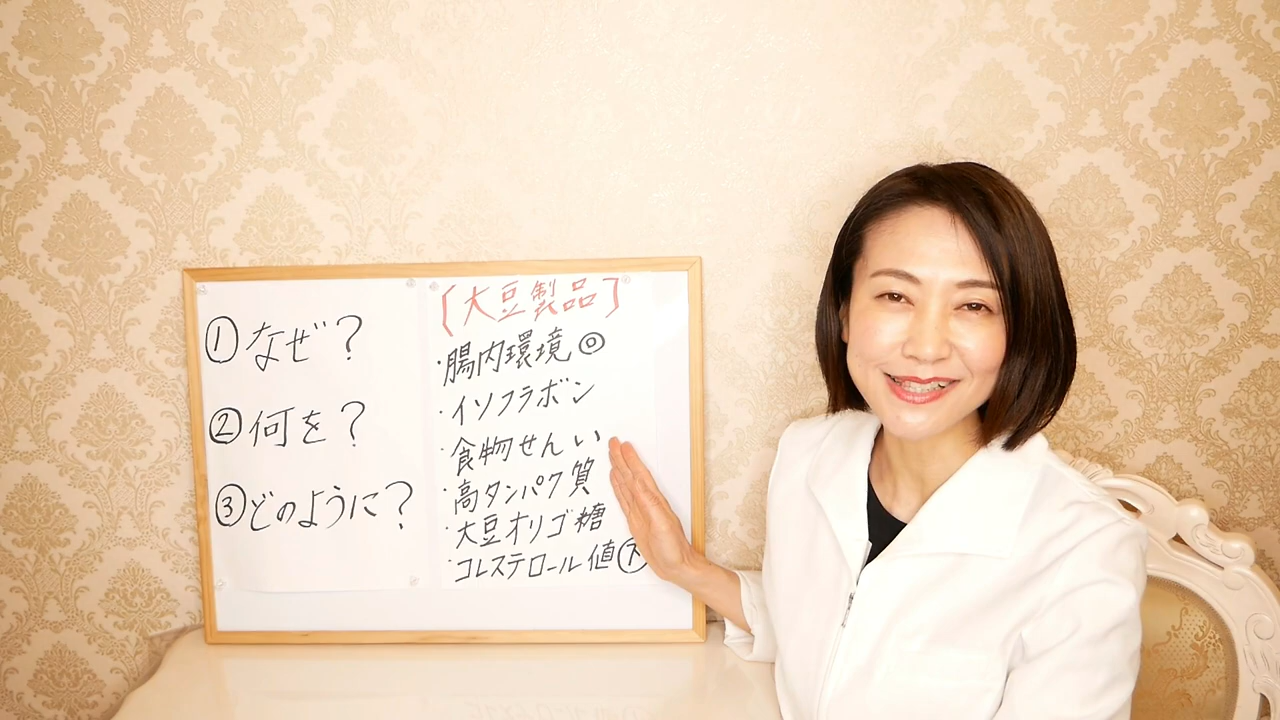 ① なぜ?
② 何を?
③ どのように?
[大豆製品]
・腸内環境◎
・イソフラボン
・食物せんい
・高タンパク質
・大豆オリゴ糖
・コレステロール値㊦